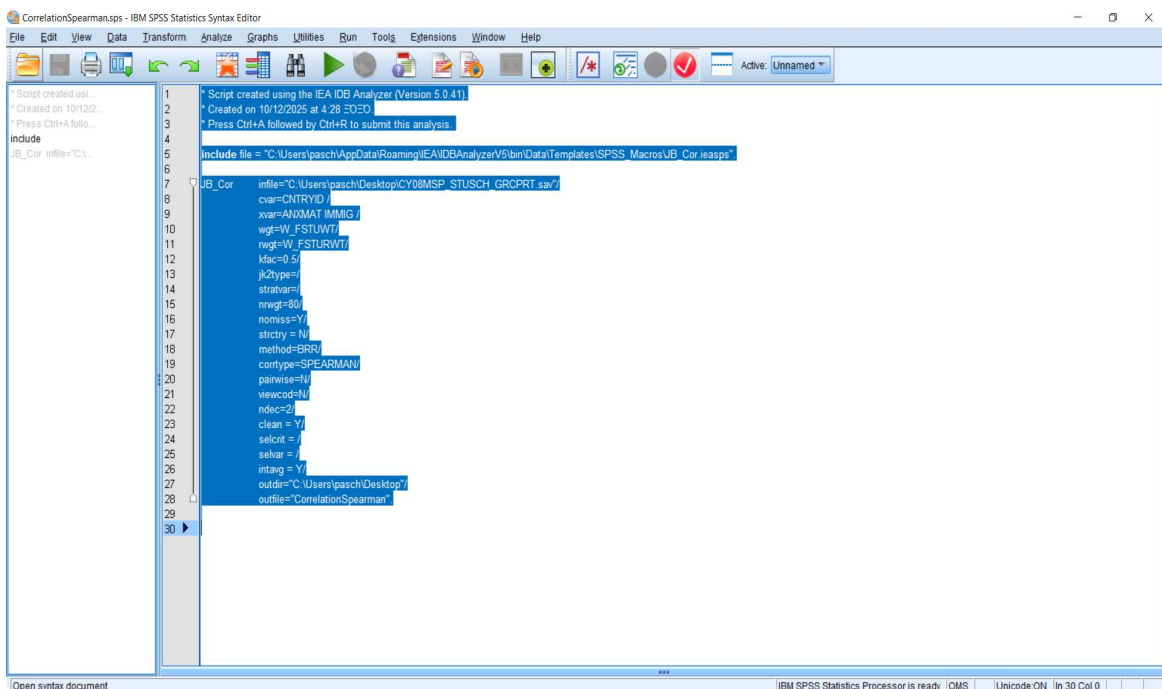 CorrelationSpearman.sps - IBM SPSS Statistics Syntax Editor
File Edit View Data Transform Analyze Graphs Utilities Run Tools Extensions Window Help
Active: Unnamed
* Script created usi...
* Created on 10/12/2...
* Press Ctrl+A follo...
include
JB_Cor infile="C:\...
1 * Script created using the IEA IDB Analyzer (Version 5.0.41).
2 * Created on 10/12/2025 at 4:28
3 * Press Ctrl+A followed by Ctrl+R to submit this analysis.
4
5 include file = "C:\Users\pasch\AppData\Roaming\IEA\IDBAnalyzerV5\bin\Data\Templates\SPSS_Macros\JB_Cor.ieasps".
6
7 JB_Cor infile="C:\Users\pasch\Desktop\CY08MSP_STUSCH_GRCPRT.sav"/
8 cvar=CNTRYID /
9 xvar=ANXMAT IMMIG /
10 wgt=W_FSTUWT/
11 rwgt=W_FSTURWT/
12 kfac=0.5/
13 jk2type=/
14 stratvar=/
15 nrwgt=80/
16 nomiss=Y/
17 strctry = N/
18 method=BRR/
19 corrtype=SPEARMAN/
20 pairwise=N/
21 viewcod=N/
22 ndec=2/
23 clean = Y/
24 selcrit = /
25 selvar = /
26 intavg = Y/
27 outdir="C:\Users\pasch\Desktop"/
28 outfile="CorrelationSpearman".
29
30
Open syntax document
IBM SPSS Statistics Processor is ready OMS Unicode:ON In 30 Col 0